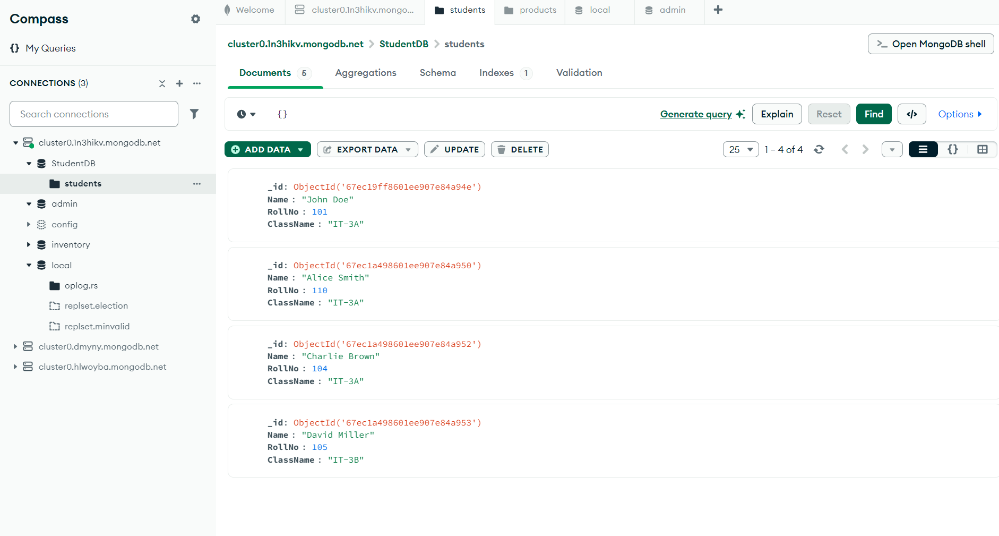 Compass
My Queries
CONNECTIONS (3)
Search connections
cluster0.1n3hikv.mongodb.net
StudentDB
students
admin
config
inventory
local
oplog.rs
replset.election
replset.minvalid
cluster0.dmyny.mongodb.net
cluster0.hlwoyba.mongodb.net
Welcome
cluster0.1n3hikv.mongo...
students
products
local
admin
cluster0.1n3hikv.mongodb.net > StudentDB > students
>_ Open MongoDB shell
Documents 5
Aggregations
Schema
Indexes 1
Validation
{}
Generate query
Explain
Reset
Find
</>
Options
ADD DATA
EXPORT DATA
UPDATE
DELETE
25
1 – 4 of 4
{}
_id: ObjectId('67ec19ff8601ee907e84a94e')
Name : "John Doe"
RollNo : 101
ClassName : "IT-3A"
_id: ObjectId('67ec1a498601ee907e84a950')
Name : "Alice Smith"
RollNo : 110
ClassName : "IT-3A"
_id: ObjectId('67ec1a498601ee907e84a952')
Name : "Charlie Brown"
RollNo : 104
ClassName : "IT-3A"
_id: ObjectId('67ec1a498601ee907e84a953')
Name : "David Miller"
RollNo : 105
ClassName : "IT-3B"